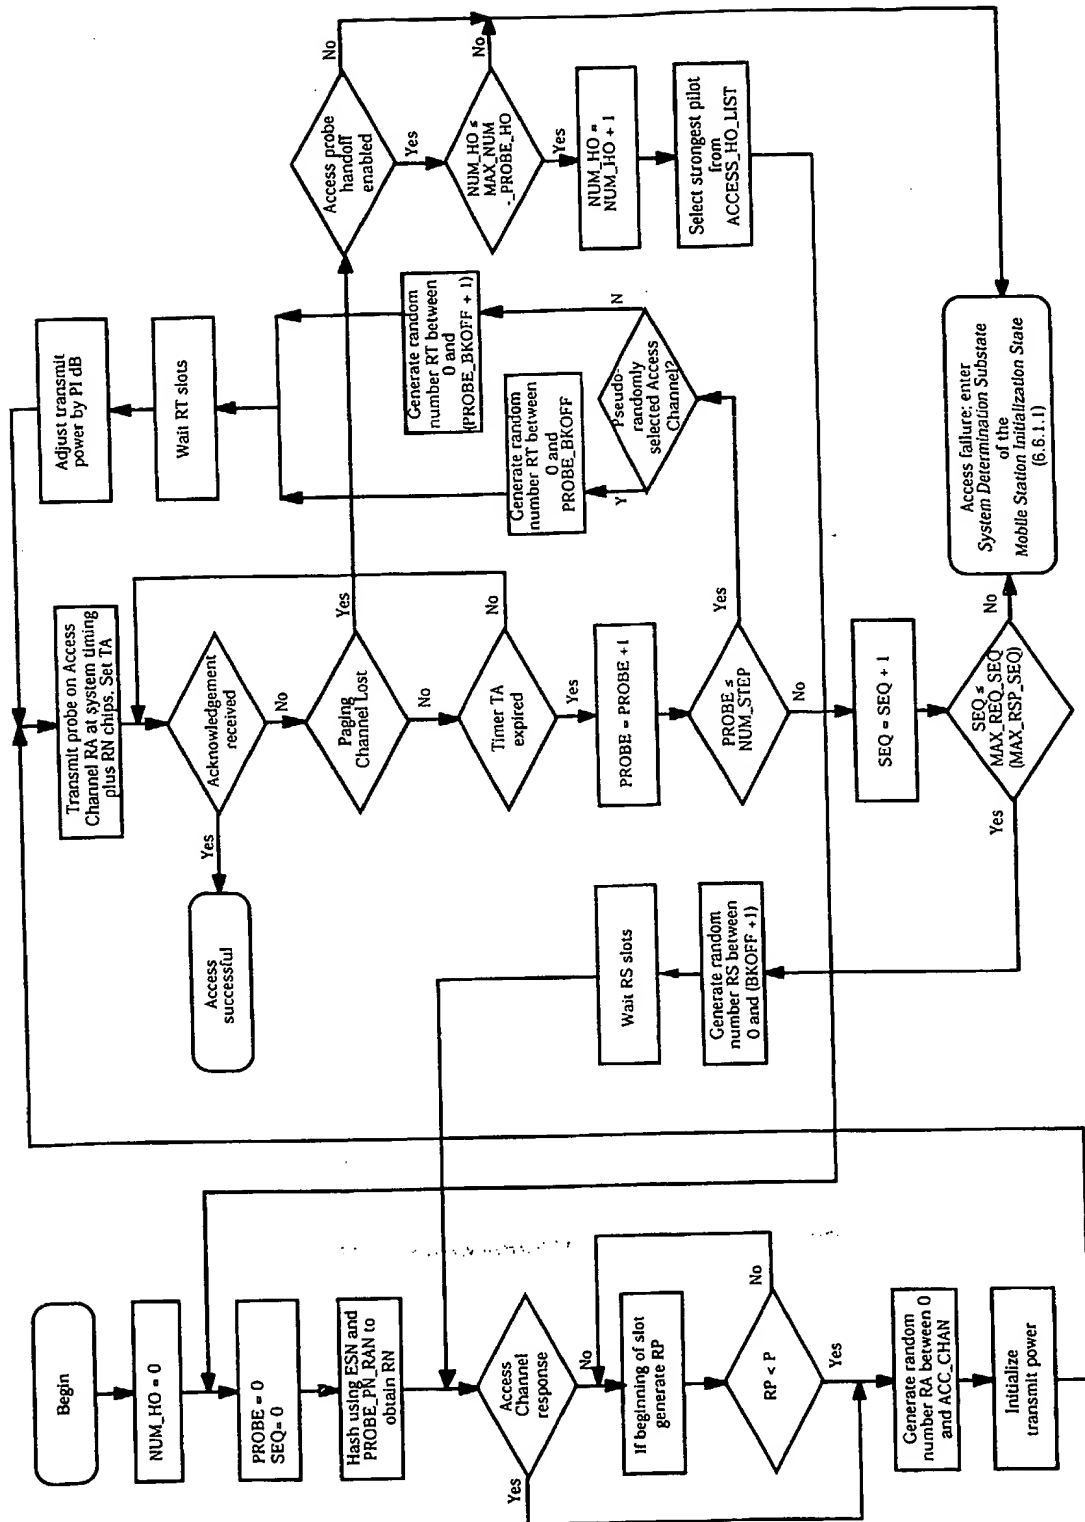 Begin
NUM_HO = 0
PROBE = 0
SEQ= 0
Hash using ESN and
PROBE_PN_RAN to
obtain RN
Access
Channel
response
Yes
No
If beginning of slot
generate RP
RP < P
No
Yes
Generate random
number RA between 0
and ACC_CHAN
Initialize
transmit power
Transmit probe on Access
Channel RA at system timing
plus RN chips. Set TA
Acknowledgement
received
Yes
No
Access
successful
Paging
Channel Lost
Yes
No
Timer TA
expired
No
Yes
PROBE = PROBE +1
PROBE ≤
NUM_STEP
Yes
No
SEQ = SEQ + 1
SEQ ≤
MAX_REQ_SEQ
(MAX_RSP_SEQ)
Yes
No
Generate random
number RS between
0 and (BKOFF +1)
Wait RS slots
Adjust transmit
power by PI dB
Wait RT slots
Generate random
number RT between
0 and
PROBE_BKOFF
Generate random
number RT between
0 and
(PROBE_BKOFF + 1)
Pseudo-
randomly
selected Access
Channel?
Y
N
Access probe
handoff
enabled
No
Yes
NUM_HO ≤
MAX_NUM
-_PROBE_HO
No
Yes
NUM_HO =
NUM_HO + 1
Select strongest pilot
from
ACCESS_HO_LIST
Access failure; enter
System Determination Substate
of the
Mobile Station Initialization State
(6.6.1.1)